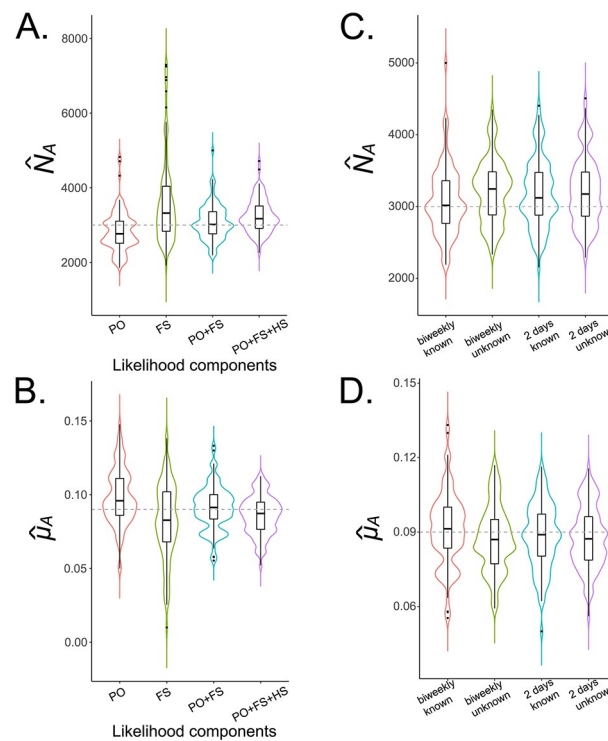 A.
8000
6000
4000
2000
N̂A
PO
FS
PO+FS
PO+FS+HS
Likelihood components
C.
5000
4000
3000
2000
N̂A
biweekly
known
biweekly
unknown
2 days
known
2 days
unknown
B.
0.15
0.10
0.05
0.00
μ̂A
PO
FS
PO+FS
PO+FS+HS
Likelihood components
D.
0.15
0.12
0.09
0.06
μ̂A
biweekly
known
biweekly
unknown
2 days
known
2 days
unknown